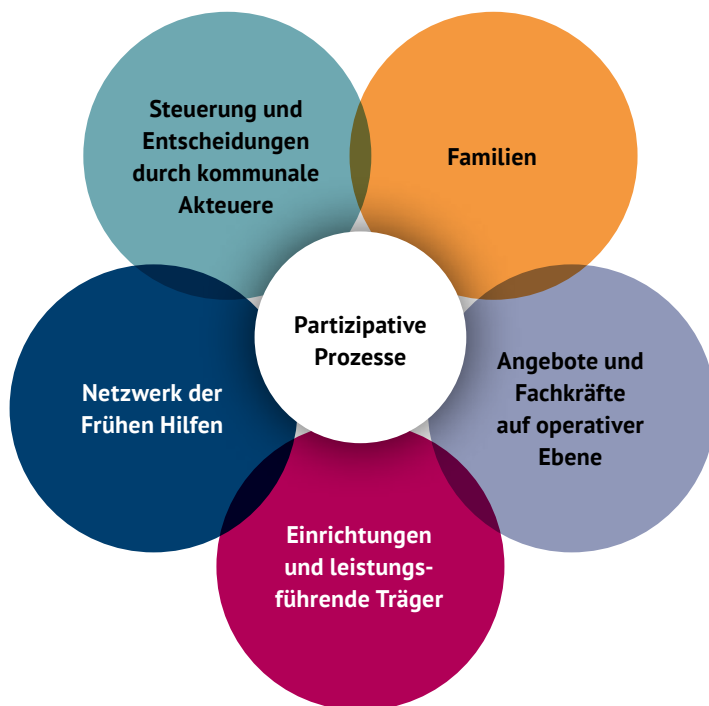 Steuerung und
Entscheidungen
durch kommunale
Akteuere
Familien
Partizipative
Prozesse
Angebote und
Fachkräfte
auf operativer
Ebene
Netzwerk der
Frühen Hilfen
Einrichtungen
und leistungs-
führende Träger